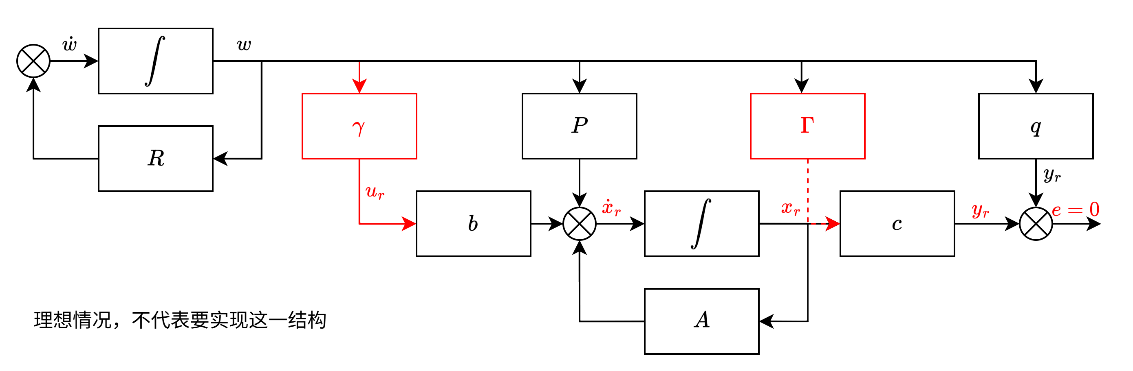 ẇ
∫
w
R
γ
P
Γ
q
u_r
y_r
b
ẋ_r
∫
x_r
c
y_r
e = 0
A
理想情况，不代表要实现这一结构